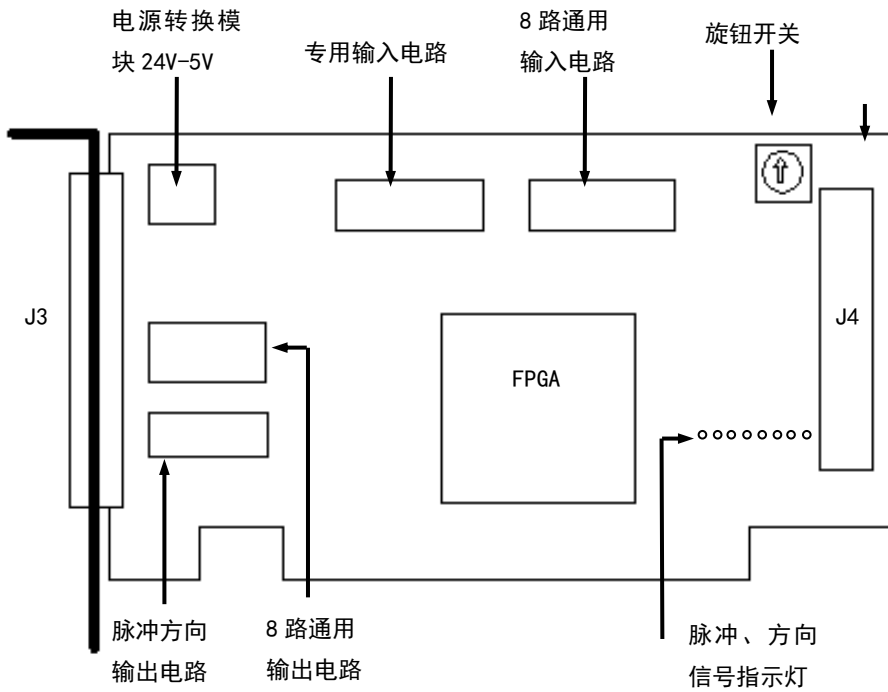 电源转换模
块 24V-5V
专用输入电路
8 路通用
输入电路
旋钮开关
J3
J4
FPGA
脉冲方向
输出电路
8 路通用
输出电路
脉冲、方向
信号指示灯